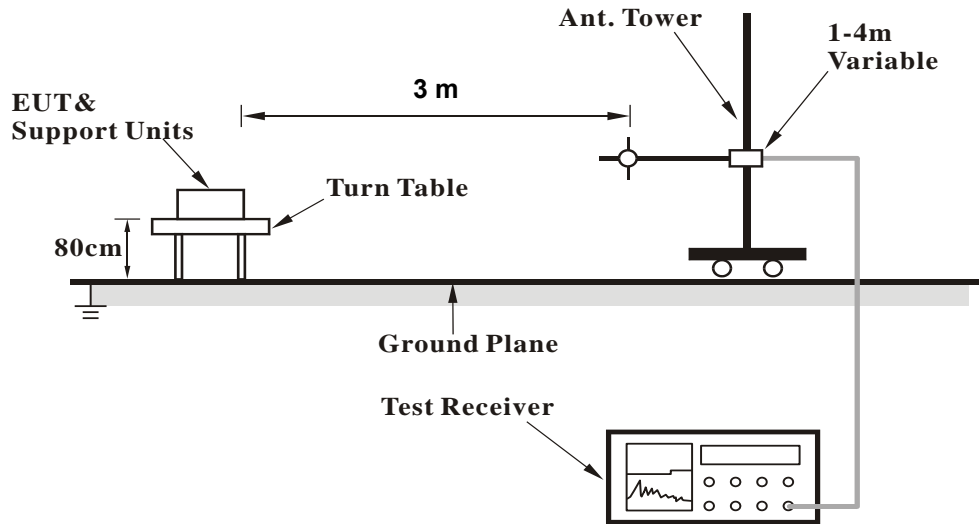 Ant. Tower
1-4m
Variable
3 m
EUT&
Support Units
Turn Table
80cm
Ground Plane
Test Receiver